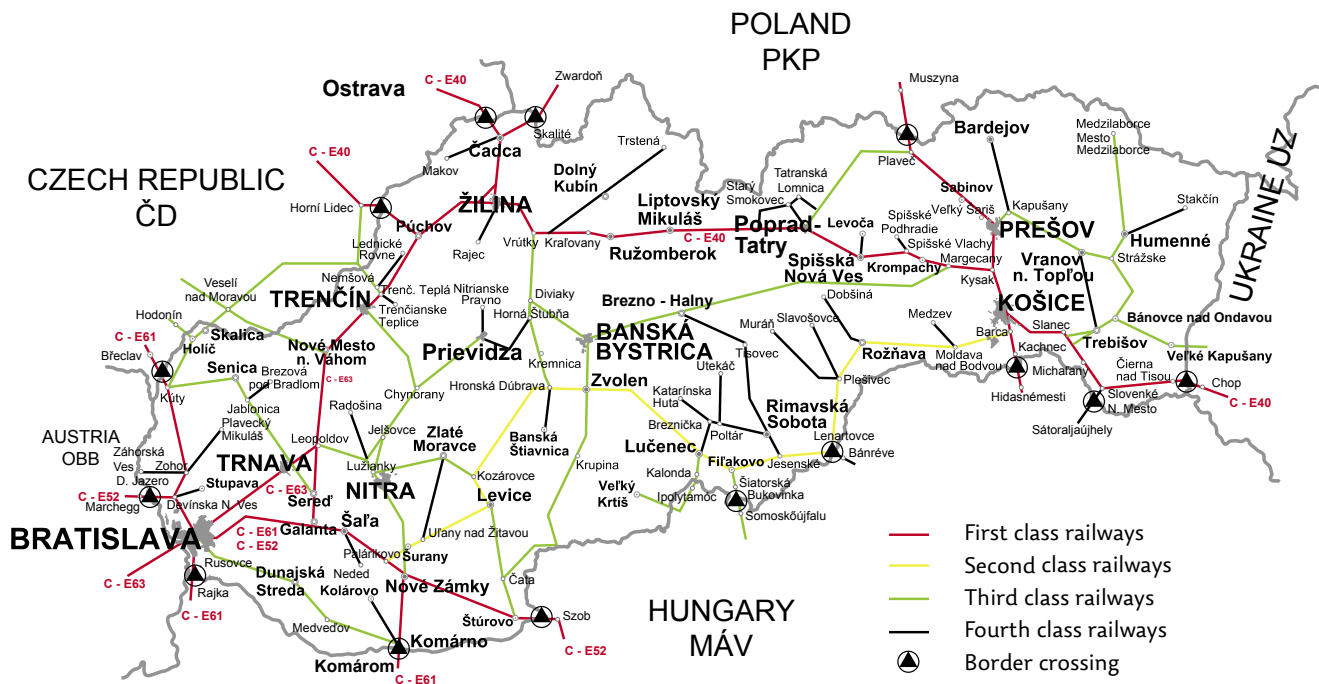 POLAND
PKP
C - E40
Zwardoń
Ostrava
Muszyna
Skalité
Bardejov
Medzilaborce
Mesto
Medzilaborce
Trstená
Čadca
Makov
Plaveč
UKRAINE UZ
C - E40
CZECH REPUBLIC
ČD
Dolný
Kubín
Starý
Smokovec
Tatranská
Lomnica
Sabinov
Kapušany
Stakčín
Horní Lidec
ŽILINA
Liptovský
Mikuláš
Levoča
Veľký Šariš
Púchov
Poprad-
Tatry
Spišské
Podhradie
PREŠOV
Humenné
Vrútky
Kraľovany
C - E40
Lednické
Rovne
Rajec
Ružomberok
Spišské Vlachy
Vranov
n. Topľou
Strážske
Spišská
Nová Ves
Krompachy
Margecany
Kysak
Veselí
nad Moravou
Nemšová
Trenč. Teplá
TRENČÍN
Nitrianske
Pravno
Diviaky
Brezno - Halny
Dobšiná
KOŠICE
Trenčianske
Teplice
Horná Štubňa
Hodonín
C - E61
Skalica
Holíč
Muráň
Slavošovce
Medzev
Barca
Slanec
Bánovce nad Ondavou
Břeclav
Nové Mesto
n. Váhom
Prievidza
BANSKÁ
BYSTRICA
Tisovec
Rožňava
Kachnec
Trebišov
Veľké Kapušany
Kremnica
Senica
Brezová
pod Bradlom
C - E63
Utekáč
Moldava
nad Bodvou
Michaľany
Čierna
nad Tisou
Kúty
Chynorany
Hronská Dúbrava
Zvolen
Plešivec
Chop
Hidasnémesti
Slovenké
N. Mesto
C - E40
Jablonica
Plavecký
Mikuláš
Radošina
Katarínska
Huta
Rimavská
Sobota
Sátoraljaújhely
AUSTRIA
OBB
Leopoldov
Jelšovce
Zlaté
Moravce
Banská
Štiavnica
Breznička
Poltár
Lenartovce
Záhorská
Ves
Zohor
TRNAVA
Lužianky
Lučenec
Bánréve
D. Jazero
Krupina
Fiľakovo
Jesenské
Stupava
C - E63
NITRA
Kozárovce
Kalonda
C - E52
Marchegg
Devínska N. Ves
Sereď
Levice
Veľký
Krtíš
Ipolytarnóc
Šiatorská
Bukovinka
Galanta
Šaľa
Somoskőújfalu
BRATISLAVA
C - E61
C - E52
Uľany nad Žitavou
First class railways
Palárikovo
Šurany
Second class railways
Rusovce
C - E63
Rajka
Dunajská
Streda
Neded
Kolárovo
Nové Zámky
Čata
Third class railways
C - E61
HUNGARY
MÁV
Medveďov
Štúrovo
Szob
Fourth class railways
Komárno
C - E52
Border crossing
Komárom
C - E61